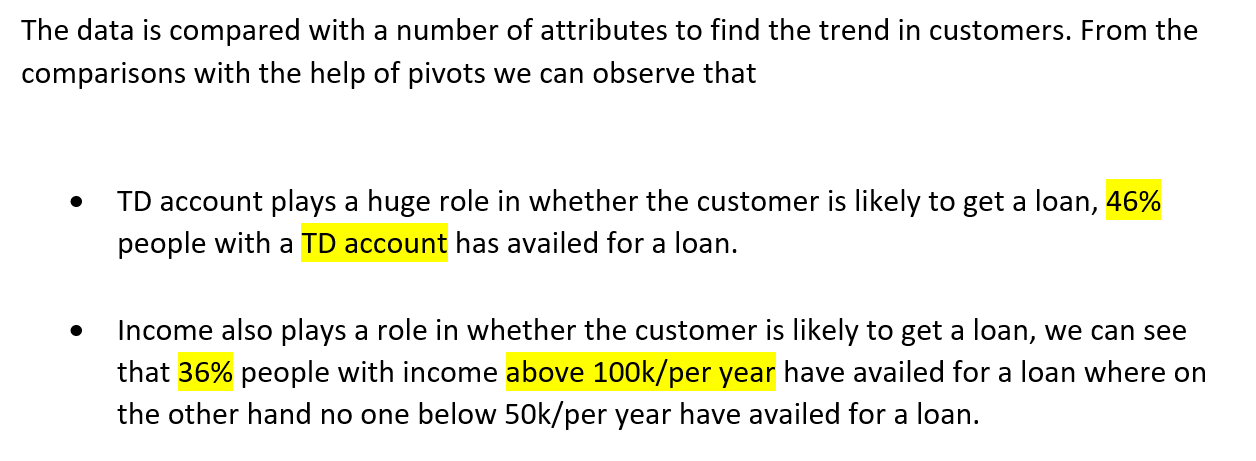 The data is compared with a number of attributes to find the trend in customers. From the
comparisons with the help of pivots we can observe that
• TD account plays a huge role in whether the customer is likely to get a loan, 46%
people with a TD account has availed for a loan.
• Income also plays a role in whether the customer is likely to get a loan, we can see
that 36% people with income above 100k/per year have availed for a loan where on
the other hand no one below 50k/per year have availed for a loan.